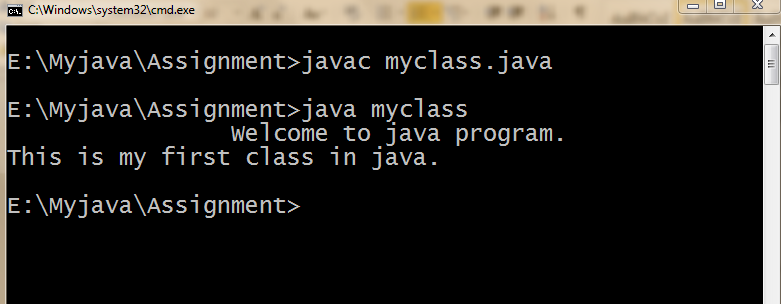 C:\Windows\system32\cmd.exe
E:\Myjava\Assignment>javac myclass.java
E:\Myjava\Assignment>java myclass
Welcome to java program.
This is my first class in java.
E:\Myjava\Assignment>